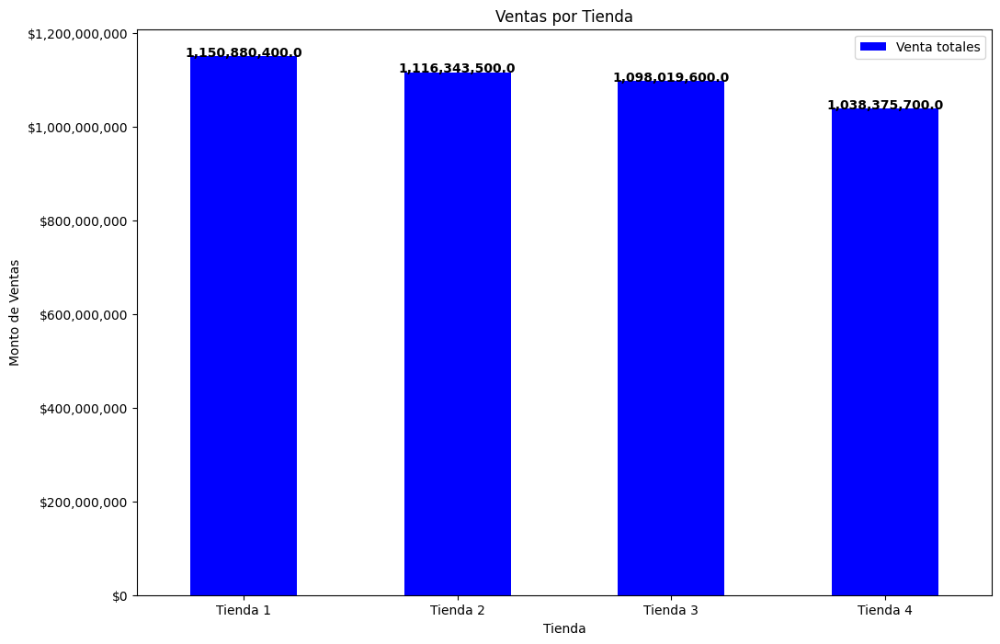 Ventas por Tienda
$1,200,000,000
$1,000,000,000
$800,000,000
$600,000,000
$400,000,000
$200,000,000
$0
Monto de Ventas
1,150,880,400.0
1,116,343,500.0
1,098,019,600.0
1,038,375,700.0
Venta totales
Tienda 1
Tienda 2
Tienda 3
Tienda 4
Tienda